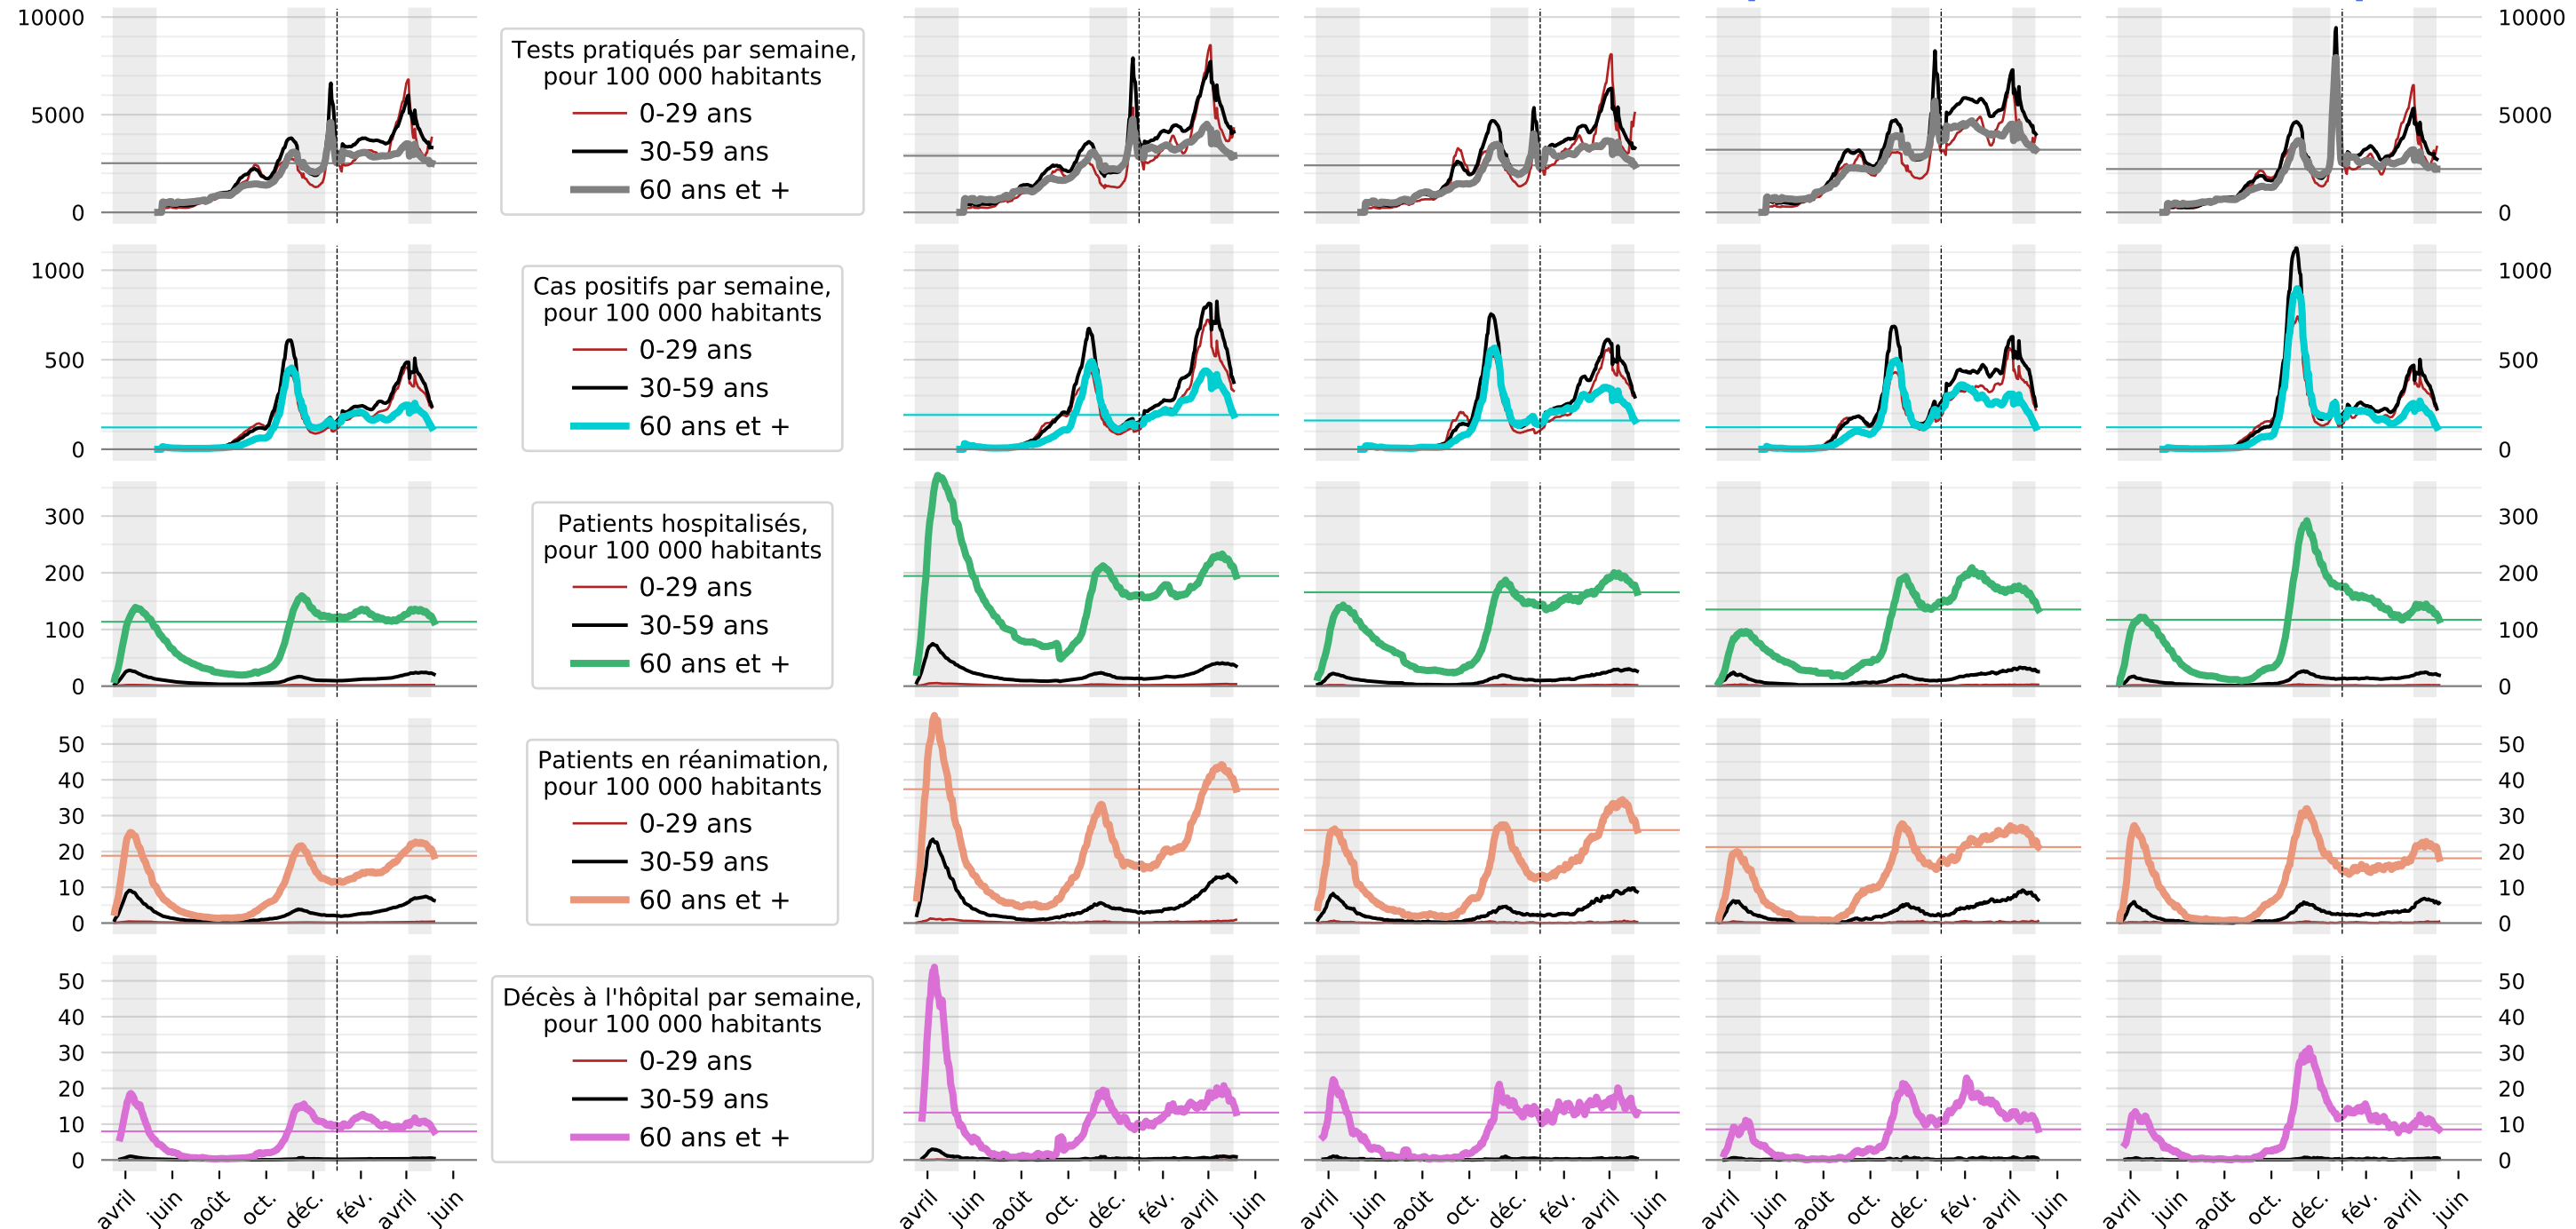 10000
5000
0
Tests pratiqués par semaine,
pour 100 000 habitants
0-29 ans
30-59 ans
60 ans et +
10000
5000
0
1000
500
0
Cas positifs par semaine,
pour 100 000 habitants
0-29 ans
30-59 ans
60 ans et +
1000
500
0
300
200
100
0
Patients hospitalisés,
pour 100 000 habitants
0-29 ans
30-59 ans
60 ans et +
300
200
100
0
50
40
30
20
10
0
Patients en réanimation,
pour 100 000 habitants
0-29 ans
30-59 ans
60 ans et +
50
40
30
20
10
0
50
40
30
20
10
0
Décès à l'hôpital par semaine,
pour 100 000 habitants
0-29 ans
30-59 ans
60 ans et +
50
40
30
20
10
0
avril juin août oct. déc. fév. avril juin
avril juin août oct. déc. fév. avril juin
avril juin août oct. déc. fév. avril juin
avril juin août oct. déc. fév. avril juin
avril juin août oct. déc. fév. avril juin